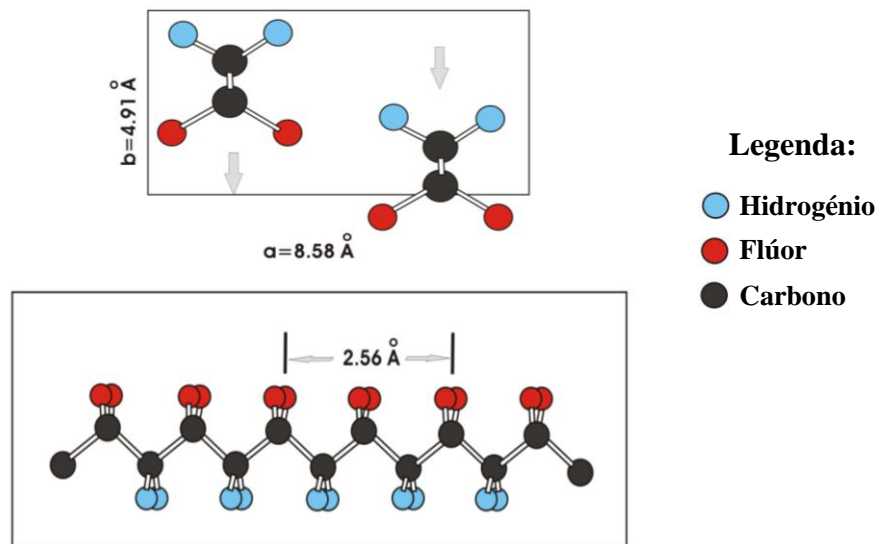 b=4.91 Å
a=8.58 Å
Legenda:
Hidrogénio
Flúor
Carbono
2.56 Å